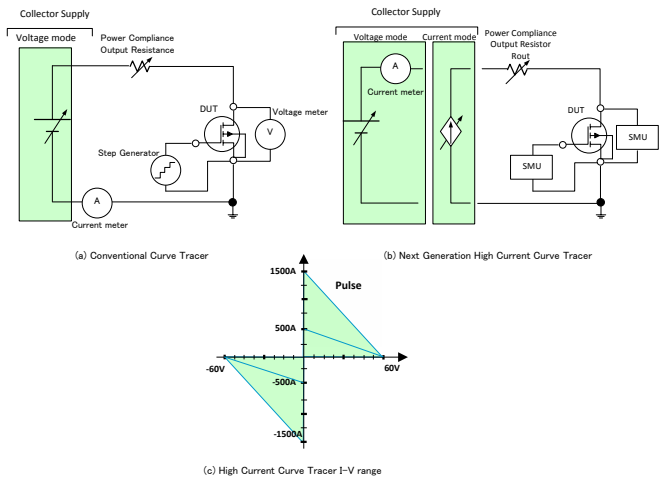 Collector Supply
Voltage mode
Power Compliance
Output Resistance
DUT
Voltage meter
V
Step Generator
A
Current meter
(a) Conventional Curve Tracer
Collector Supply
Voltage mode
Current mode
Power Compliance
Output Resistor
Rout
A
Current meter
DUT
SMU
SMU
(b) Next Generation High Current Curve Tracer
1500A
Pulse
500A
-60V
60V
-500A
-1500A
(c) High Current Curve Tracer I-V range